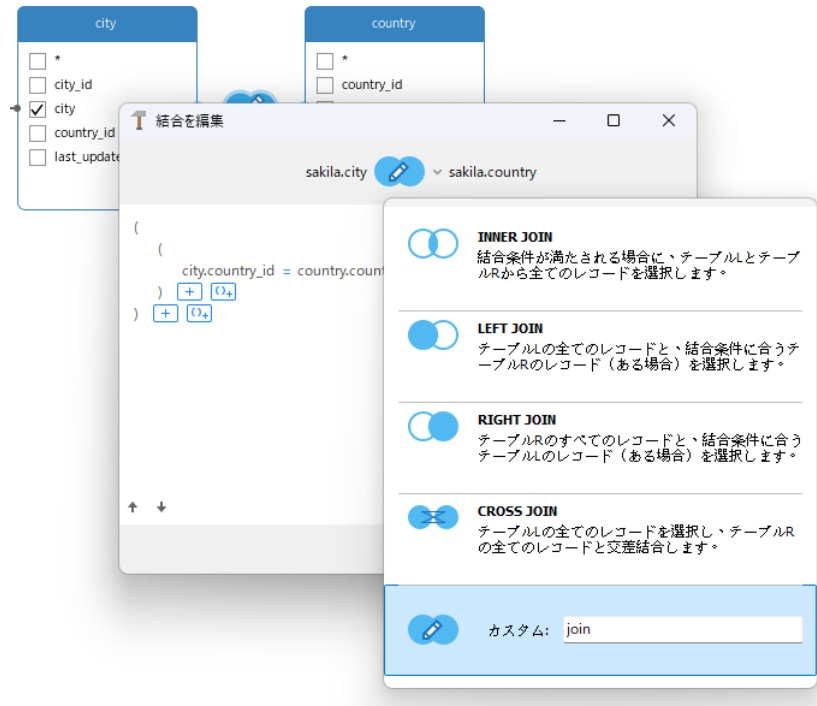 city
country
*
city_id
city
country_id
last_update
*
country_id
結合を編集
sakila.city
sakila.country
(
(
city.country_id = country.count
) + ()+
) + ()+
INNER JOIN
結合条件が満たされる場合に、テーブルLとテーブ
ルRから全てのレコードを選択します。
LEFT JOIN
テーブルLの全てのレコードと、結合条件に合うテ
ーブルRのレコード（ある場合）を選択します。
RIGHT JOIN
テーブルRのすべてのレコードと、結合条件に合う
テーブルLのレコード（ある場合）を選択します。
CROSS JOIN
テーブルLの全てのレコードを選択し、テーブルR
の全てのレコードと交差結合します。
カスタム: join